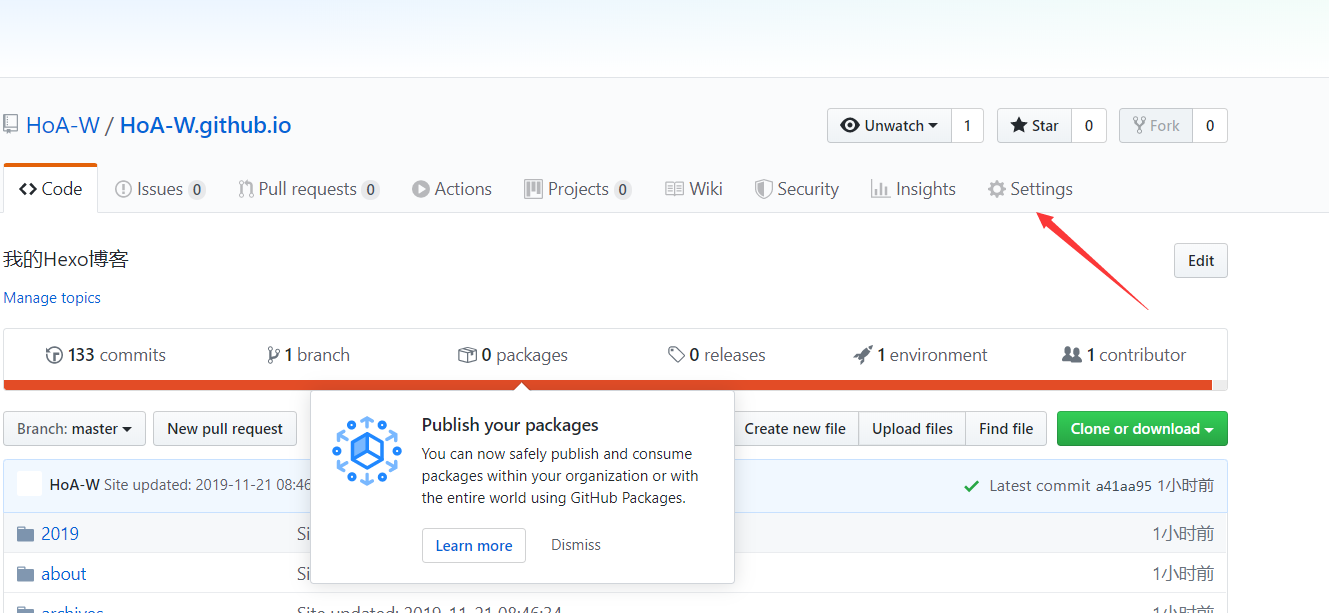 HoA-W / HoA-W.github.io
Unwatch 1 Star 0 Fork 0
Code Issues 0 Pull requests 0 Actions Projects 0 Wiki Security Insights Settings
我的Hexo博客
Edit
Manage topics
133 commits 1 branch 0 packages 0 releases 1 environment 1 contributor
Branch: master New pull request Create new file Upload files Find file Clone or download
Publish your packages
You can now safely publish and consume
packages within your organization or with
the entire world using GitHub Packages.
Learn more Dismiss
HoA-W Site updated: 2019-11-21 08:46 Latest commit a41aa95 1小时前
2019 Si 1小时前
about Si 1小时前
archives Site updated: 2019-11-21 08:46:34 1小时前